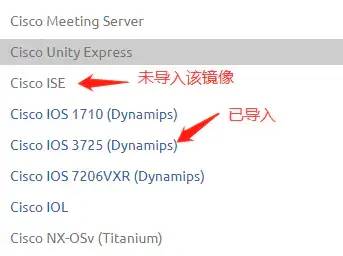 Cisco Meeting Server
Cisco Unity Express
Cisco ISE
未导入该镜像
Cisco IOS 1710 (Dynamips)
已导入
Cisco IOS 3725 (Dynamips)
Cisco IOS 7206VXR (Dynamips)
Cisco IOL
Cisco NX-OSv (Titanium)